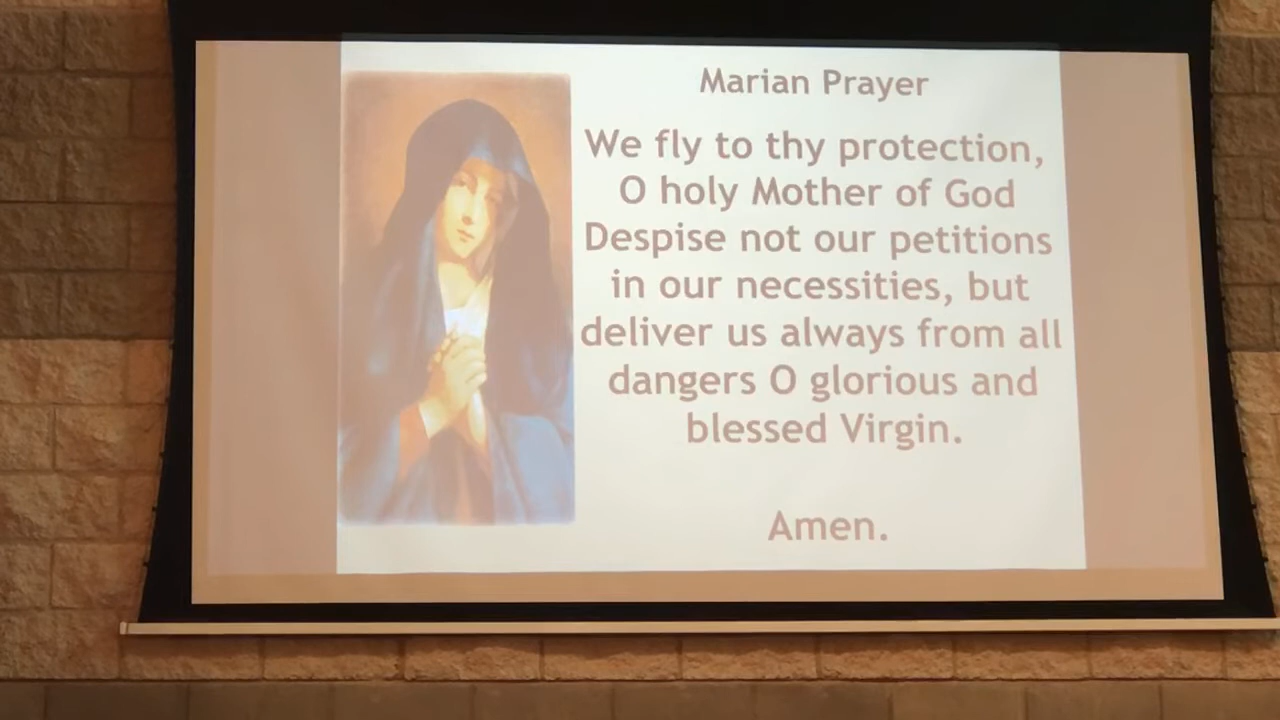 Marian Prayer
We fly to thy protection,
O holy Mother of God
Despise not our petitions
in our necessities, but
deliver us always from all
dangers O glorious and
blessed Virgin.
Amen.